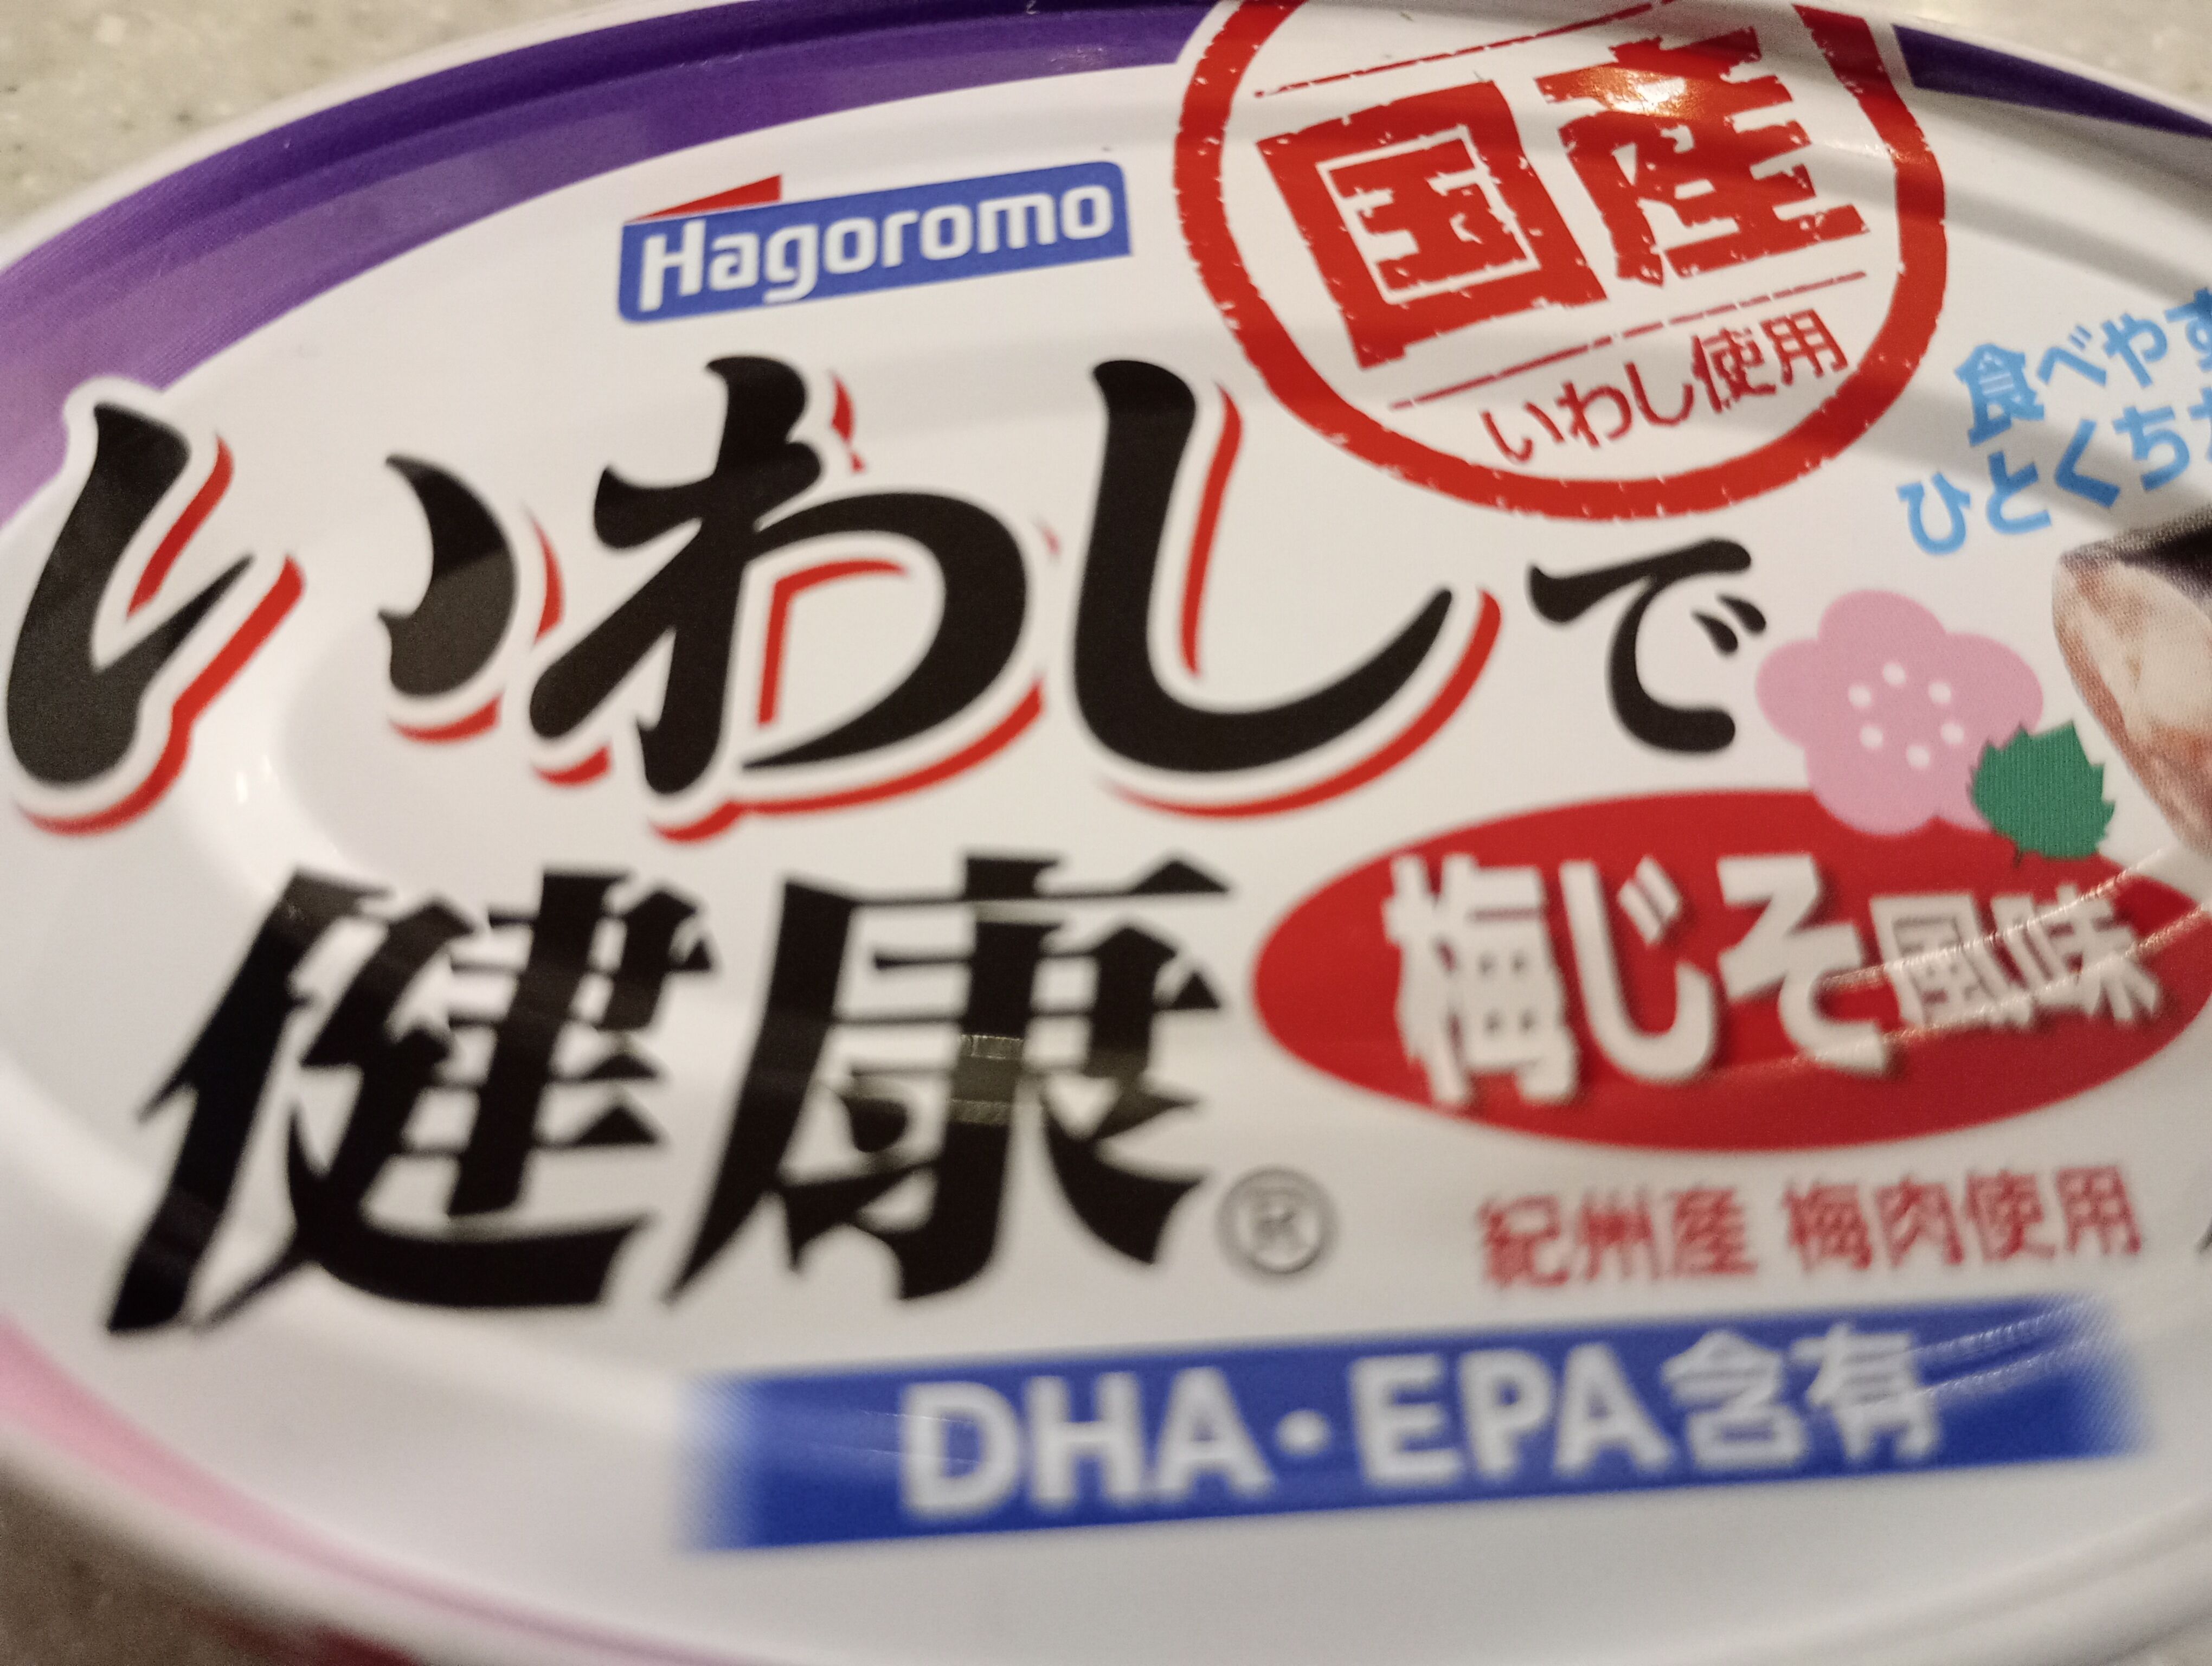 Hagoromo
国産
いわし使用
食べやす
ひとくち
いわしで
健康®
梅じそ風味
紀州産 梅肉使用
DHA・EPA含有